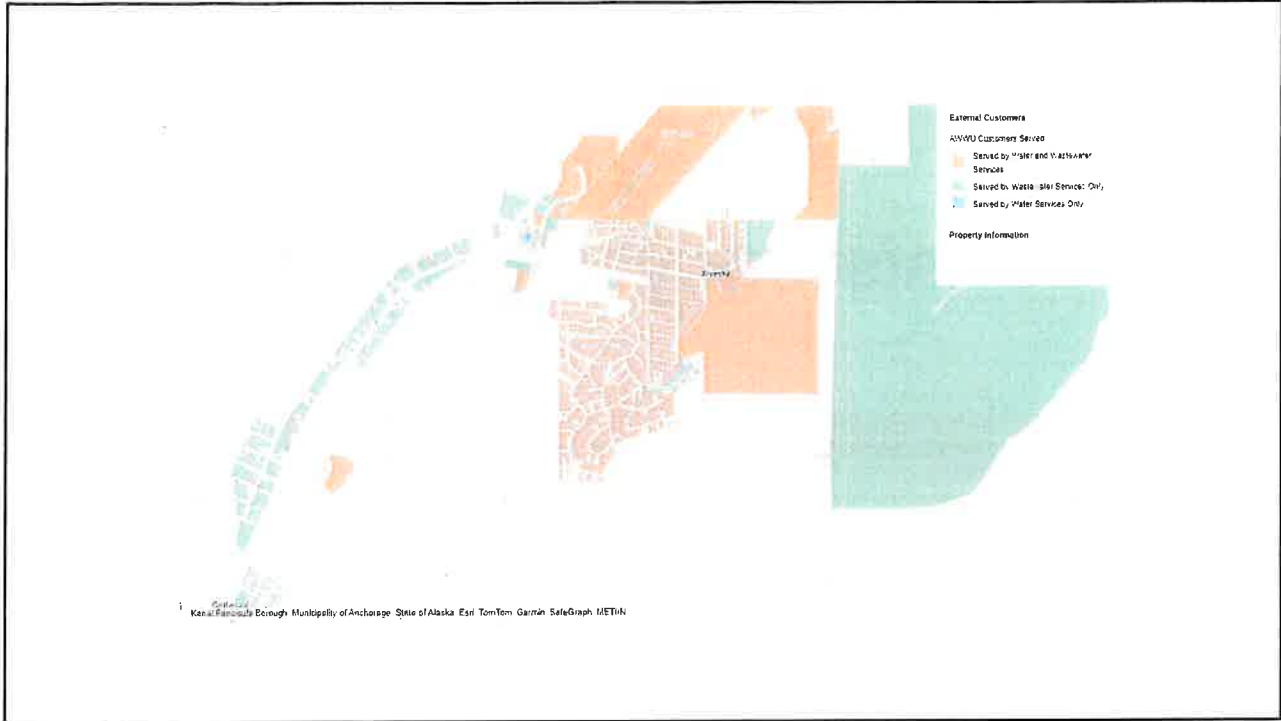 External Customers
AWWU Customers Served
Served by Water and Wastewater
Services
Served by Wastewater Services Only
Served by Water Services Only
Property Information
Kenai Peninsula Borough Municipality of Anchorage State of Alaska Esri TomTom Garmin SafeGraph METI/N